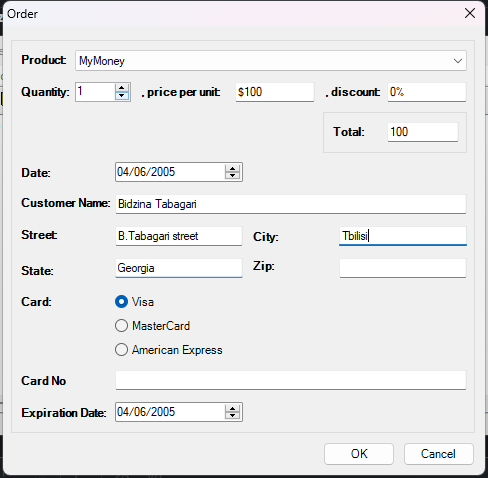 Order
Product: MyMoney
Quantity: 1 , price per unit: $100 , discount: 0%
Total: 100
Date: 04/06/2005
Customer Name: Bidzina Tabagari
Street: B.Tabagari street City: Tbilisi
State: Georgia Zip:
Card: Visa
MasterCard
American Express
Card No
Expiration Date: 04/06/2005
OK Cancel